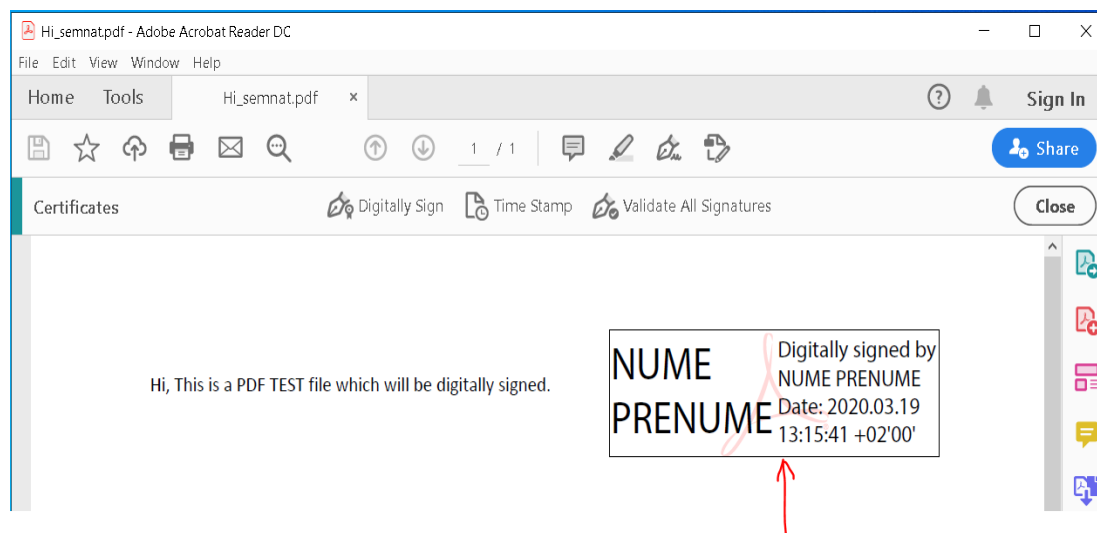 Hi_semnat.pdf - Adobe Acrobat Reader DC
File Edit View Window Help
Home Tools Hi_semnat.pdf × Sign In
1 / 1 Share
Certificates Digitally Sign Time Stamp Validate All Signatures Close
Hi, This is a PDF TEST file which will be digitally signed.
NUME
PRENUME
Digitally signed by
NUME PRENUME
Date: 2020.03.19
13:15:41 +02'00'